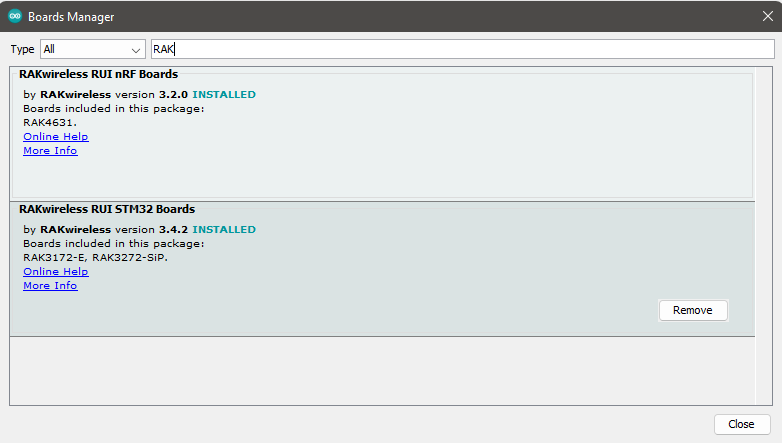 Boards Manager
Type All RAK
RAKwireless RUI nRF Boards
by RAKwireless version 3.2.0 INSTALLED
Boards included in this package:
RAK4631.
Online Help
More Info
RAKwireless RUI STM32 Boards
by RAKwireless version 3.4.2 INSTALLED
Boards included in this package:
RAK3172-E, RAK3272-SiP.
Online Help
More Info
Remove
Close